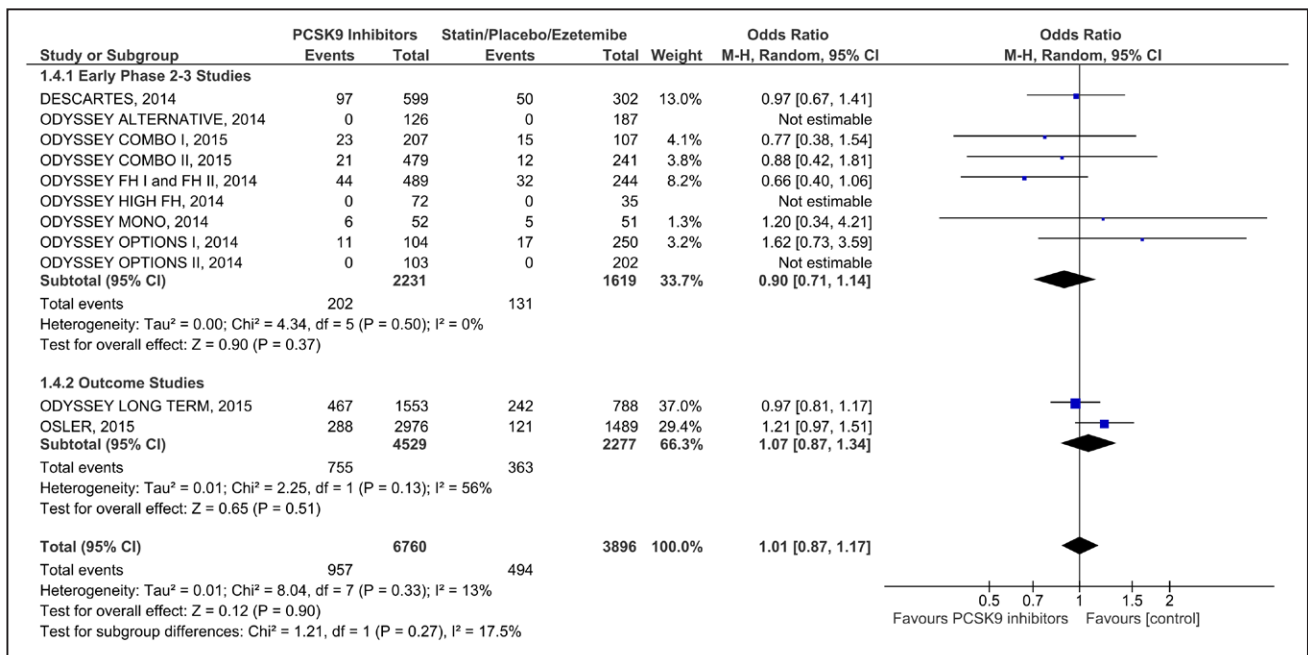 PCSK9 Inhibitors Statin/Placebo/Ezetemibe Odds Ratio Odds Ratio
Study or Subgroup Events Total Events Total Weight M-H, Random, 95% CI M-H, Random, 95% CI
1.4.1 Early Phase 2-3 Studies
DESCARTES, 2014 97 599 50 302 13.0% 0.97 [0.67, 1.41]
ODYSSEY ALTERNATIVE, 2014 0 126 0 187 Not estimable
ODYSSEY COMBO I, 2015 23 207 15 107 4.1% 0.77 [0.38, 1.54]
ODYSSEY COMBO II, 2015 21 479 12 241 3.8% 0.88 [0.42, 1.81]
ODYSSEY FH I and FH II, 2014 44 489 32 244 8.2% 0.66 [0.40, 1.06]
ODYSSEY HIGH FH, 2014 0 72 0 35 Not estimable
ODYSSEY MONO, 2014 6 52 5 51 1.3% 1.20 [0.34, 4.21]
ODYSSEY OPTIONS I, 2014 11 104 17 250 3.2% 1.62 [0.73, 3.59]
ODYSSEY OPTIONS II, 2014 0 103 0 202 Not estimable
Subtotal (95% CI) 2231 1619 33.7% 0.90 [0.71, 1.14]
Total events 202 131
Heterogeneity: Tau² = 0.00; Chi² = 4.34, df = 5 (P = 0.50); I² = 0%
Test for overall effect: Z = 0.90 (P = 0.37)
1.4.2 Outcome Studies
ODYSSEY LONG TERM, 2015 467 1553 242 788 37.0% 0.97 [0.81, 1.17]
OSLER, 2015 288 2976 121 1489 29.4% 1.21 [0.97, 1.51]
Subtotal (95% CI) 4529 2277 66.3% 1.07 [0.87, 1.34]
Total events 755 363
Heterogeneity: Tau² = 0.01; Chi² = 2.25, df = 1 (P = 0.13); I² = 56%
Test for overall effect: Z = 0.65 (P = 0.51)
Total (95% CI) 6760 3896 100.0% 1.01 [0.87, 1.17]
Total events 957 494
Heterogeneity: Tau² = 0.01; Chi² = 8.04, df = 7 (P = 0.33); I² = 13%
Test for overall effect: Z = 0.12 (P = 0.90)
Test for subgroup differences: Chi² = 1.21, df = 1 (P = 0.27), I² = 17.5%
0.5 0.7 1 1.5 2
Favours PCSK9 inhibitors Favours [control]